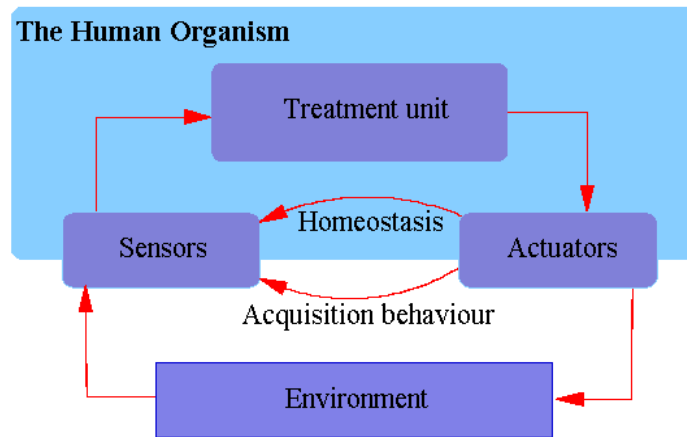 The Human Organism
Treatment unit
Homeostasis
Sensors
Actuators
Acquisition behaviour
Environment